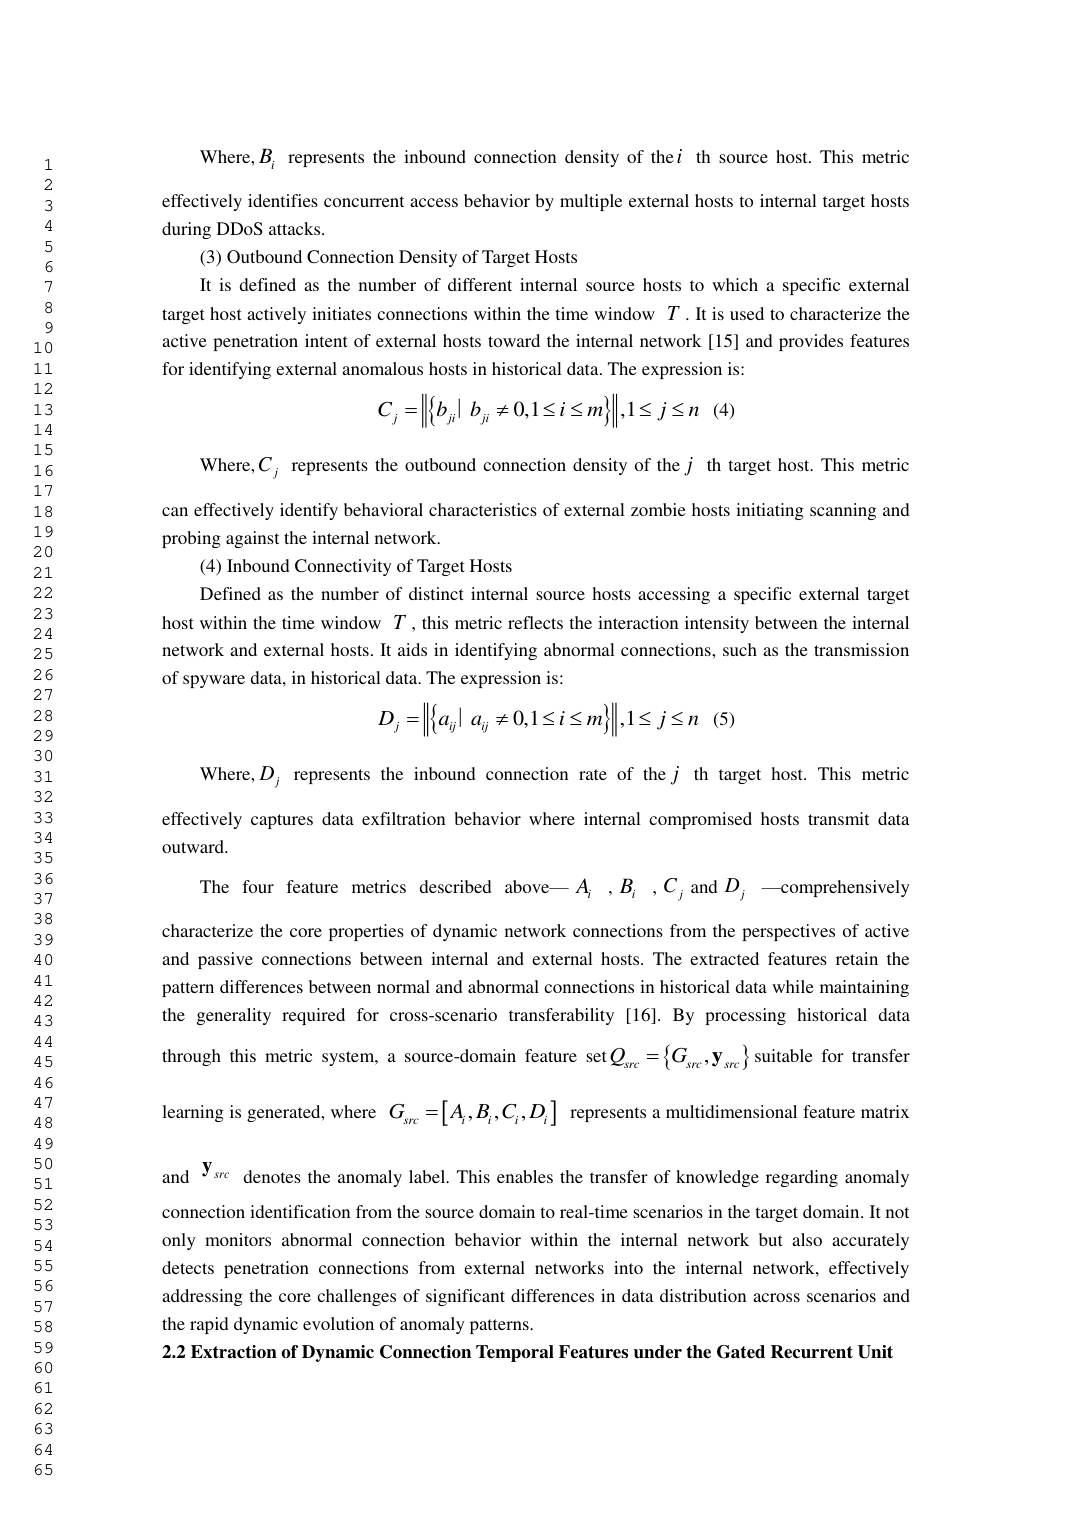 Where, B_i represents the inbound connection density of the i th source host. This metric
effectively identifies concurrent access behavior by multiple external hosts to internal target hosts
during DDoS attacks.
(3) Outbound Connection Density of Target Hosts
It is defined as the number of different internal source hosts to which a specific external
target host actively initiates connections within the time window T . It is used to characterize the
active penetration intent of external hosts toward the internal network [15] and provides features
for identifying external anomalous hosts in historical data. The expression is:
C_j = ‖{b_ji | b_ji ≠ 0,1 ≤ i ≤ m}‖,1 ≤ j ≤ n (4)
Where, C_j represents the outbound connection density of the j th target host. This metric
can effectively identify behavioral characteristics of external zombie hosts initiating scanning and
probing against the internal network.
(4) Inbound Connectivity of Target Hosts
Defined as the number of distinct internal source hosts accessing a specific external target
host within the time window T , this metric reflects the interaction intensity between the internal
network and external hosts. It aids in identifying abnormal connections, such as the transmission
of spyware data, in historical data. The expression is:
D_j = ‖{a_ij | a_ij ≠ 0,1 ≤ i ≤ m}‖,1 ≤ j ≤ n (5)
Where, D_j represents the inbound connection rate of the j th target host. This metric
effectively captures data exfiltration behavior where internal compromised hosts transmit data
outward.
The four feature metrics described above— A_i , B_i , C_j and D_j —comprehensively
characterize the core properties of dynamic network connections from the perspectives of active
and passive connections between internal and external hosts. The extracted features retain the
pattern differences between normal and abnormal connections in historical data while maintaining
the generality required for cross-scenario transferability [16]. By processing historical data
through this metric system, a source-domain feature set Q_src = {G_src, y_src} suitable for transfer
learning is generated, where G_src = [A_i, B_i, C_i, D_i] represents a multidimensional feature matrix
and y_src denotes the anomaly label. This enables the transfer of knowledge regarding anomaly
connection identification from the source domain to real-time scenarios in the target domain. It not
only monitors abnormal connection behavior within the internal network but also accurately
detects penetration connections from external networks into the internal network, effectively
addressing the core challenges of significant differences in data distribution across scenarios and
the rapid dynamic evolution of anomaly patterns.
2.2 Extraction of Dynamic Connection Temporal Features under the Gated Recurrent Unit
1
2
3
4
5
6
7
8
9
10
11
12
13
14
15
16
17
18
19
20
21
22
23
24
25
26
27
28
29
30
31
32
33
34
35
36
37
38
39
40
41
42
43
44
45
46
47
48
49
50
51
52
53
54
55
56
57
58
59
60
61
62
63
64
65